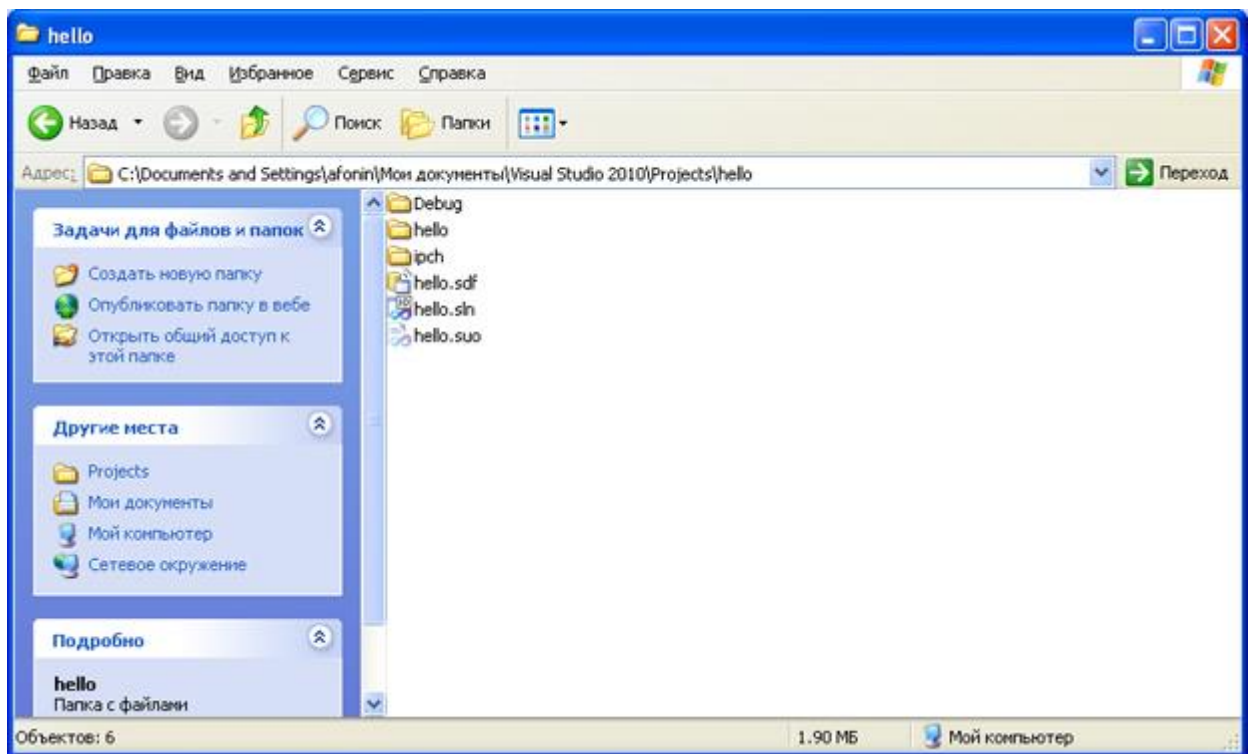 hello
Файл Правка Вид Избранное Сервис Справка
Назад Поиск Папки
Адрес: C:\Documents and Settings\afonin\Мои документы\Visual Studio 2010\Projects\hello Переход
Задачи для файлов и папок
Создать новую папку
Опубликовать папку в вебе
Открыть общий доступ к
этой папке
Другие места
Projects
Мои документы
Мой компьютер
Сетевое окружение
Подробно
hello
Папка с файлами
Debug
hello
ipch
hello.sdf
hello.sln
hello.suo
Объектов: 6 1.90 МБ Мой компьютер